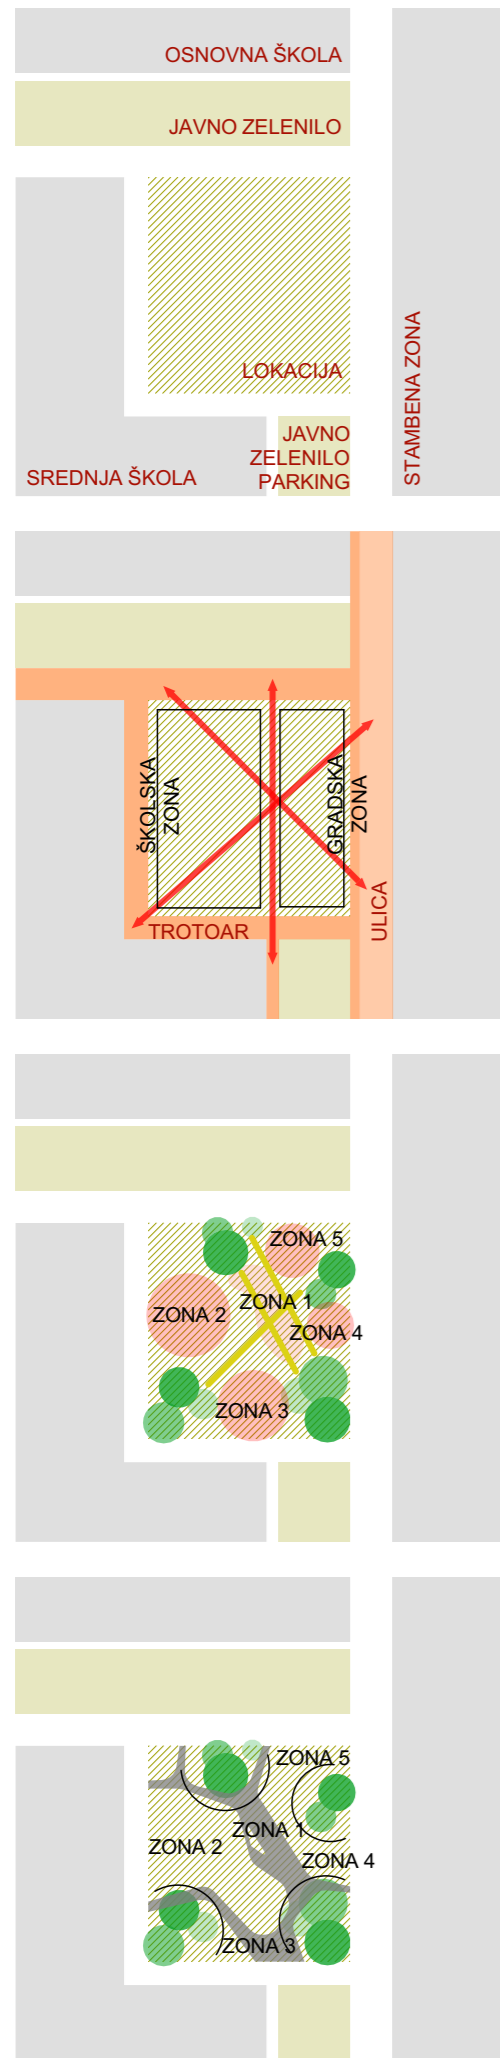 OSNOVNA ŠKOLA
JAVNO ZELENILO
LOKACIJA
STAMBENA ZONA
JAVNO
ZELENILO
PARKING
SREDNJA ŠKOLA
ŠKOLSKA
ZONA
GRADSKA
ZONA
TROTOAR
ULICA
ZONA 5
ZONA 1
ZONA 2
ZONA 4
ZONA 3
ZONA 5
ZONA 1
ZONA 2
ZONA 4
ZONA 3